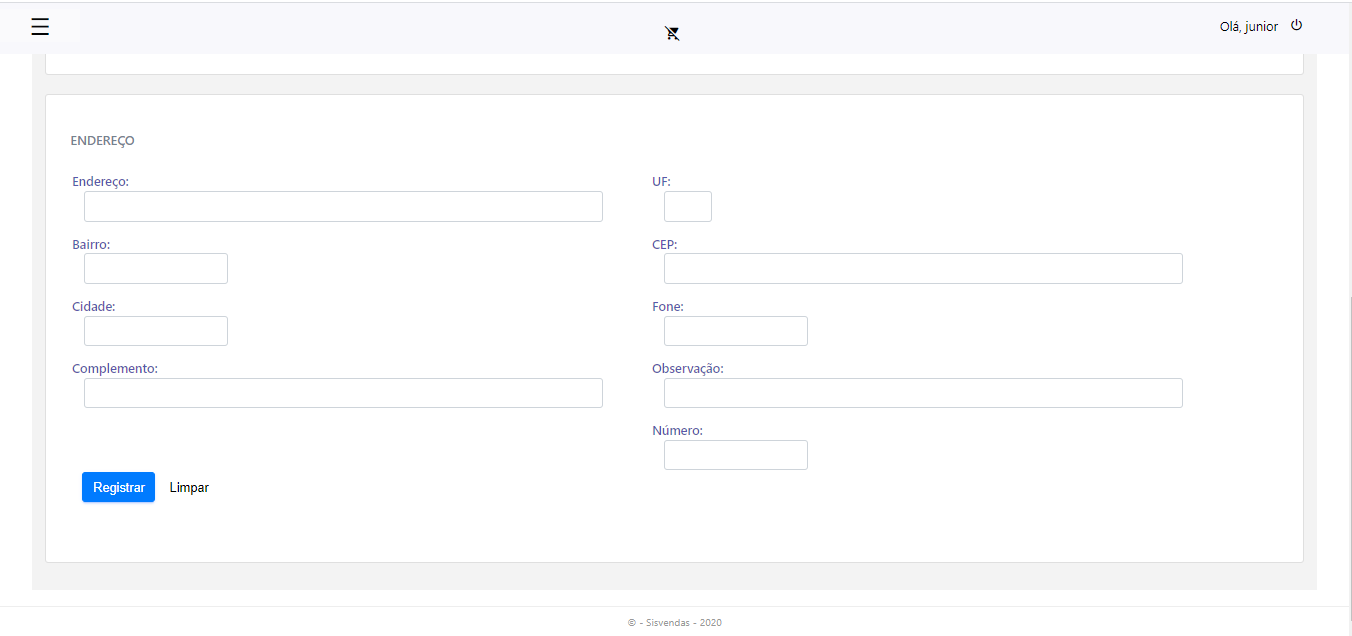 Olá, junior
ENDEREÇO
Endereço:
UF:
Bairro:
CEP:
Cidade:
Fone:
Complemento:
Observação:
Número:
Registrar Limpar
© - Sisvendas - 2020